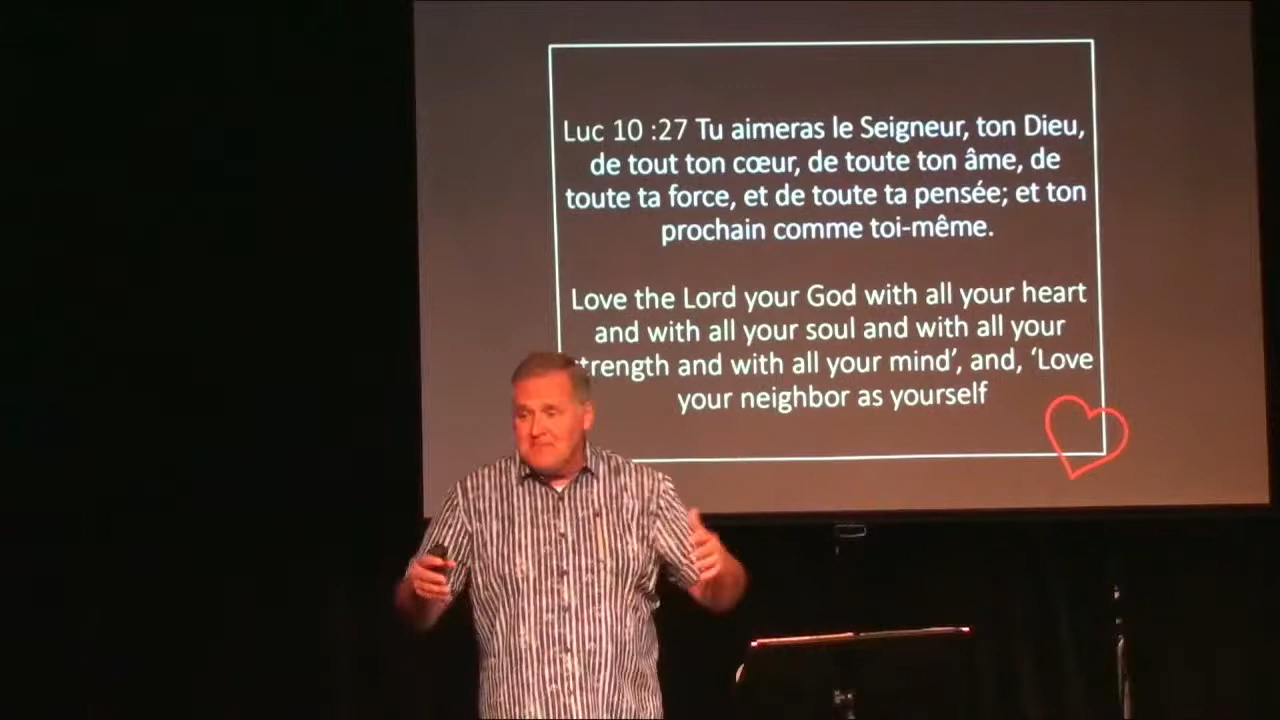 Luc 10 :27 Tu aimeras le Seigneur, ton Dieu,
de tout ton cœur, de toute ton âme, de
toute ta force, et de toute ta pensée; et ton
prochain comme toi-même.
Love the Lord your God with all your heart
and with all your soul and with all your
strength and with all your mind’, and, ‘Love
your neighbor as yourself